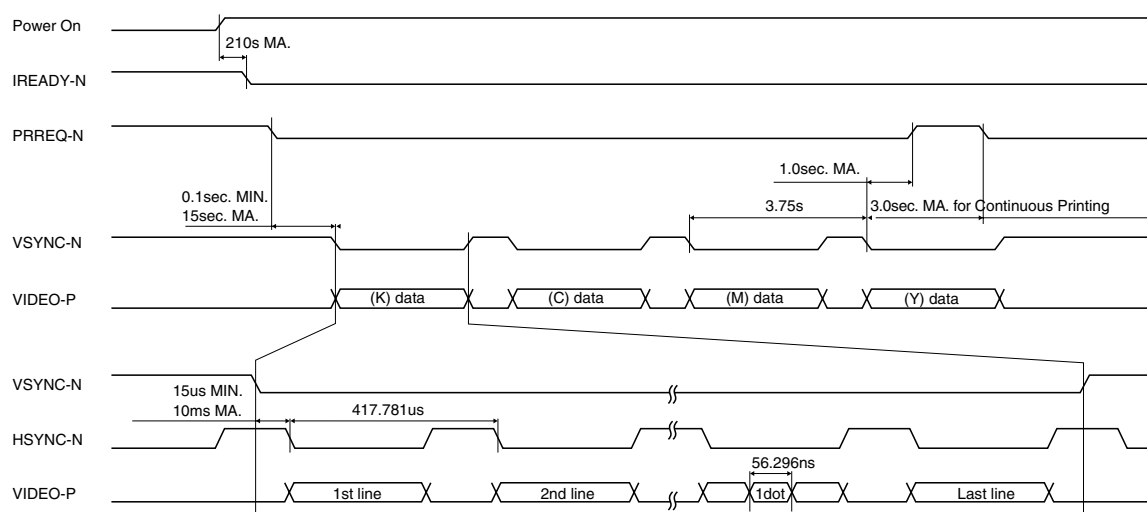 Power On
210s MA.
IREADY-N
PRREQ-N
1.0sec. MA.
0.1sec. MIN.
15sec. MA.
3.75s
3.0sec. MA. for Continuous Printing
VSYNC-N
VIDEO-P
(K) data
(C) data
(M) data
(Y) data
VSYNC-N
15us MIN.
10ms MA.
417.781us
HSYNC-N
56.296ns
VIDEO-P
1st line
2nd line
1dot
Last line